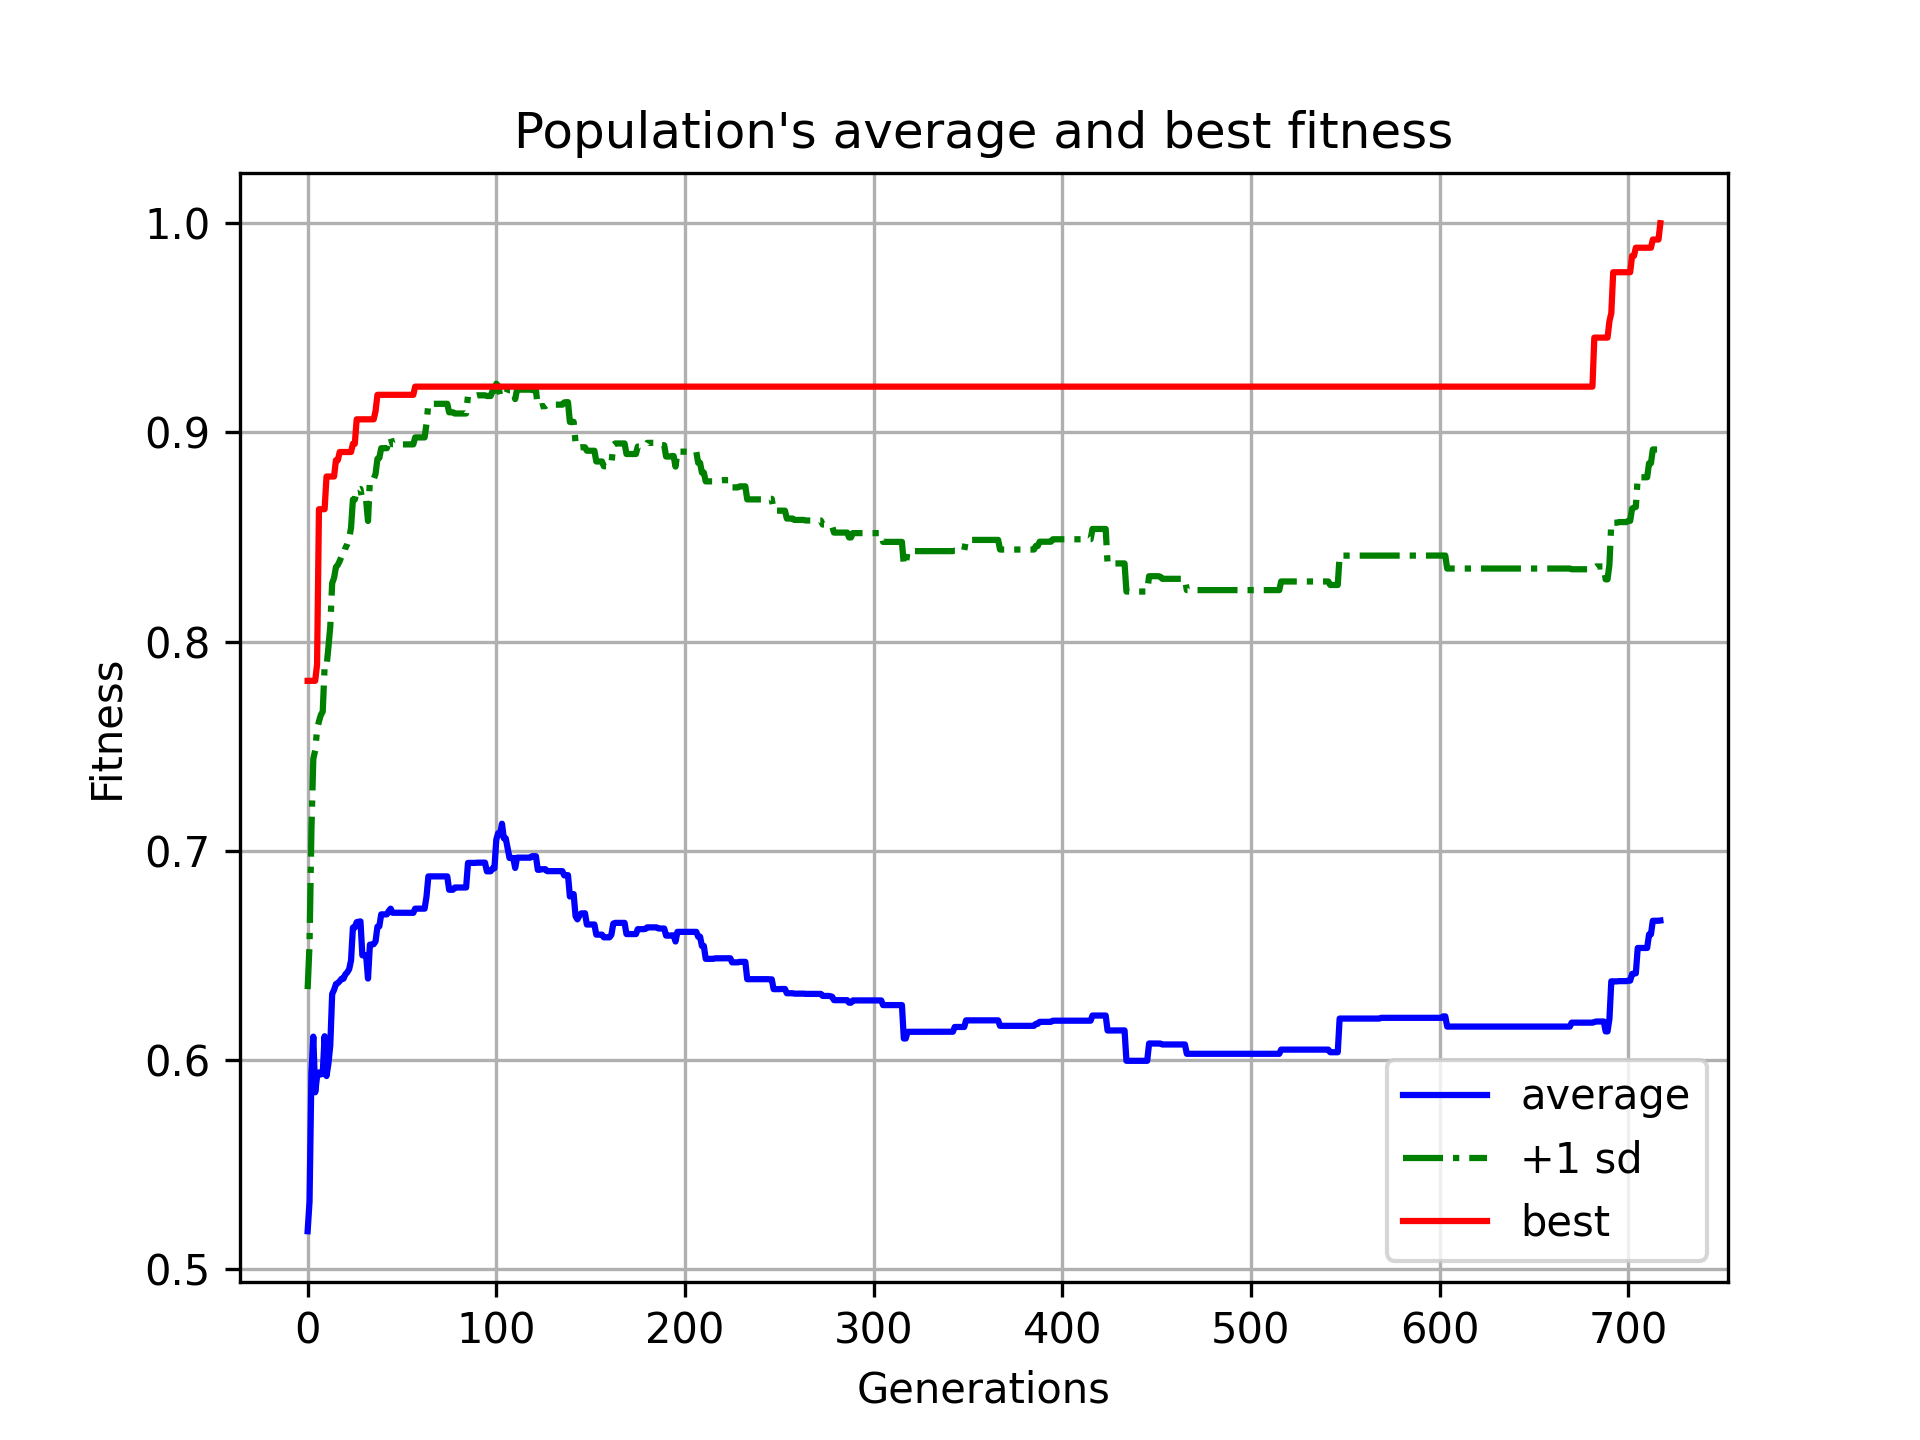 Population's average and best fitness
1.0
0.9
0.8
0.7
0.6
0.5
Fitness
0 100 200 300 400 500 600 700
Generations
average
+1 sd
best